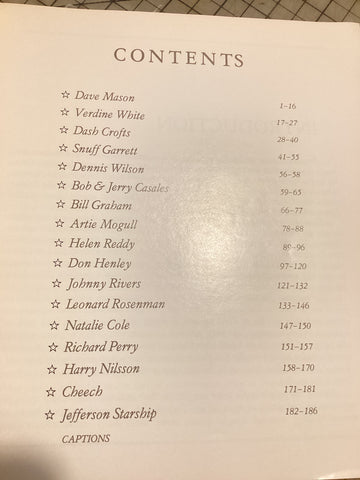 CONTENTS
☆ Dave Mason 1–16
☆ Verdine White 17–27
☆ Dash Crofts 28–40
☆ Snuff Garrett 41–55
☆ Dennis Wilson 56–58
☆ Bob & Jerry Casales 59–65
☆ Bill Graham 66–77
☆ Artie Mogull 78–88
☆ Helen Reddy 89–96
☆ Don Henley 97–120
☆ Johnny Rivers 121–132
☆ Leonard Rosenman 133–146
☆ Natalie Cole 147–150
☆ Richard Perry 151–157
☆ Harry Nilsson 158–170
☆ Cheech 171–181
☆ Jefferson Starship 182–186
CAPTIONS